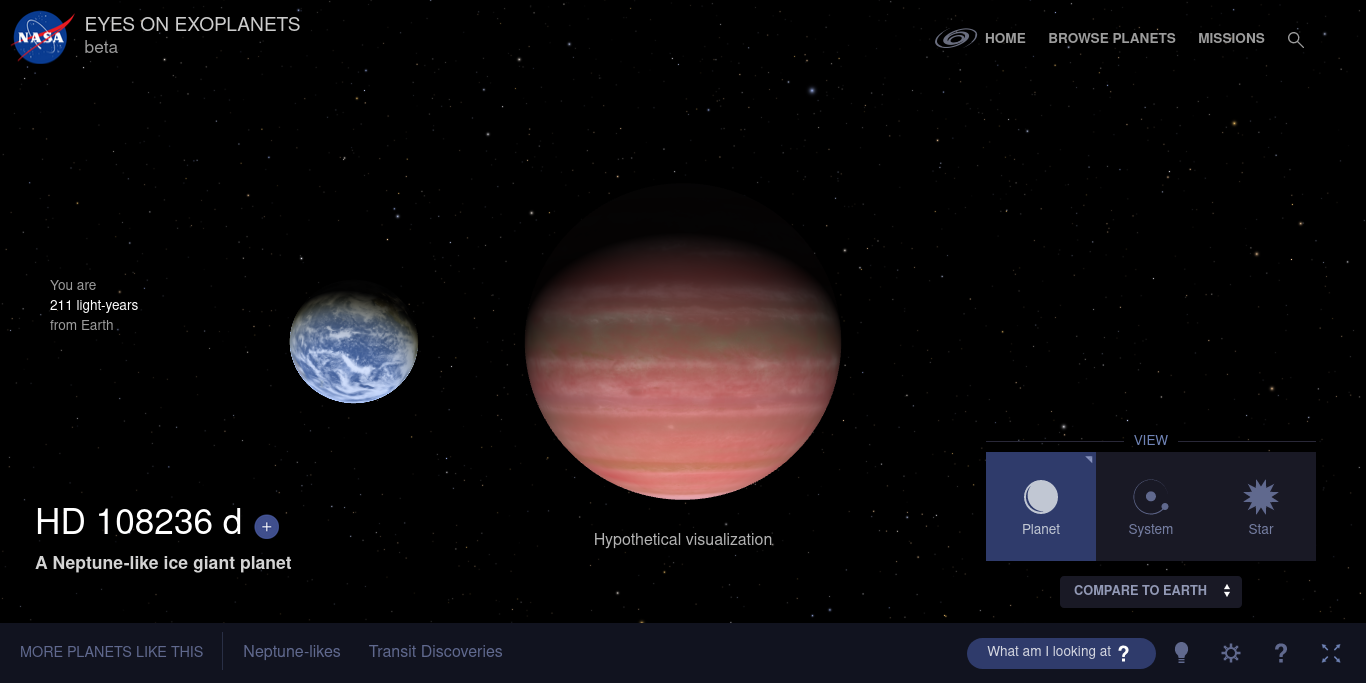 NASA
EYES ON EXOPLANETS
beta
HOME
BROWSE PLANETS
MISSIONS
You are
211 light-years
from Earth
VIEW
Planet
System
Star
HD 108236 d +
A Neptune-like ice giant planet
Hypothetical visualization
COMPARE TO EARTH
MORE PLANETS LIKE THIS
Neptune-likes
Transit Discoveries
What am I looking at ?
?